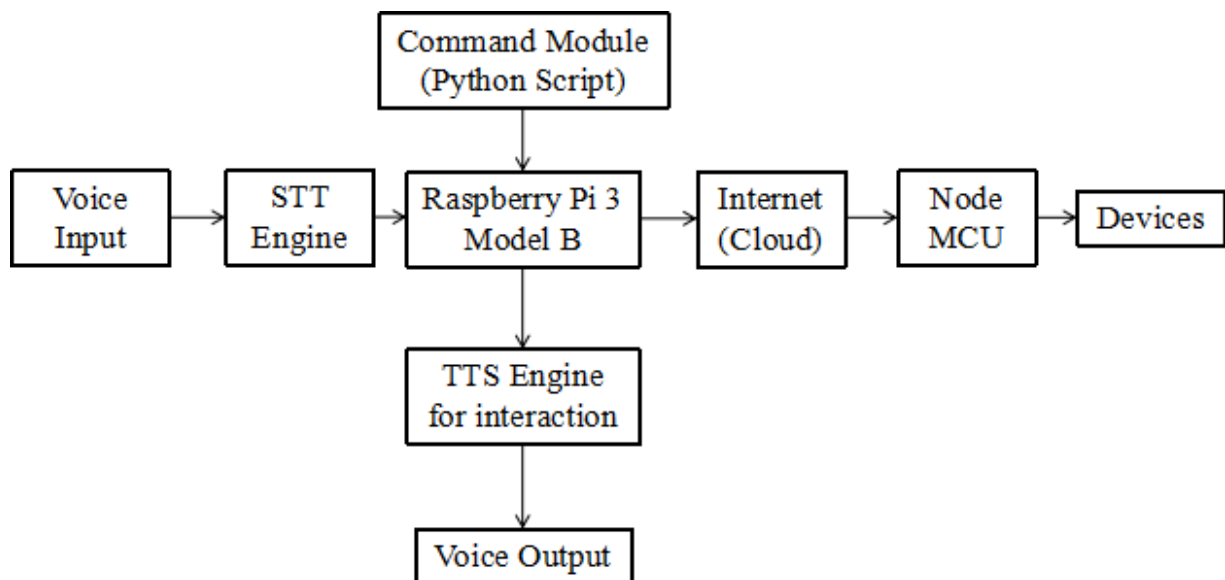 Command Module
(Python Script)
Voice
Input
STT
Engine
Raspberry Pi 3
Model B
Internet
(Cloud)
Node
MCU
Devices
TTS Engine
for interaction
Voice Output